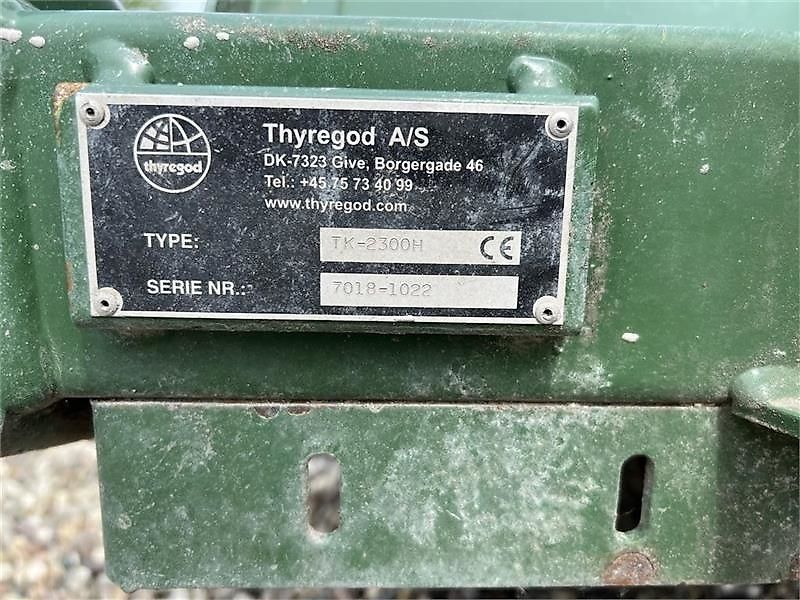 thyregod
Thyregod A/S
DK-7323 Give, Borgergade 46
Tel.: +45 75 73 40 99
www.thyregod.com
TYPE: TK-2300H CE
SERIE NR.: 7018-1022